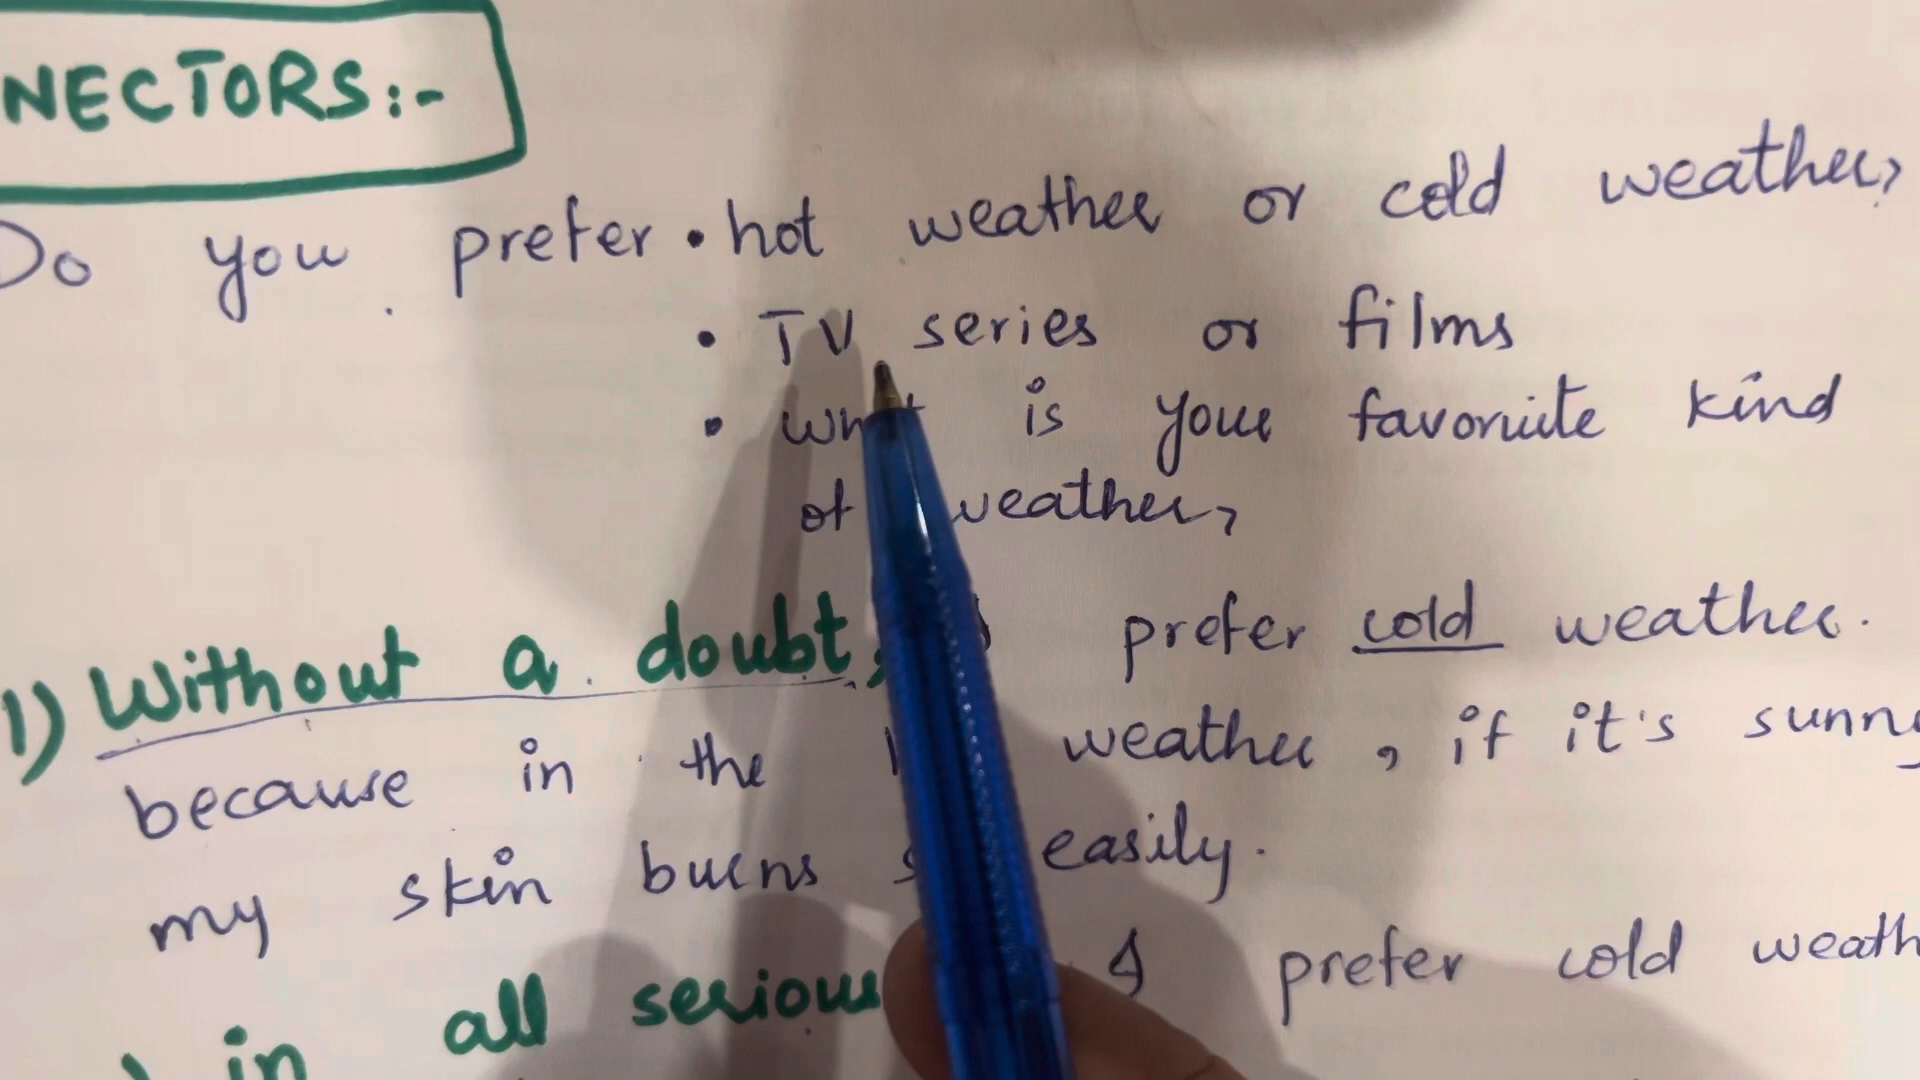 NECTORS:-
Do you prefer • hot weather or cold weather,
• TV series or films
• is your favoruite kind
of weather,
1) Without a doubt, prefer cold weather.
because in the weather, if it's sunny
my skin burns easily.
in all serious I prefer cold weath